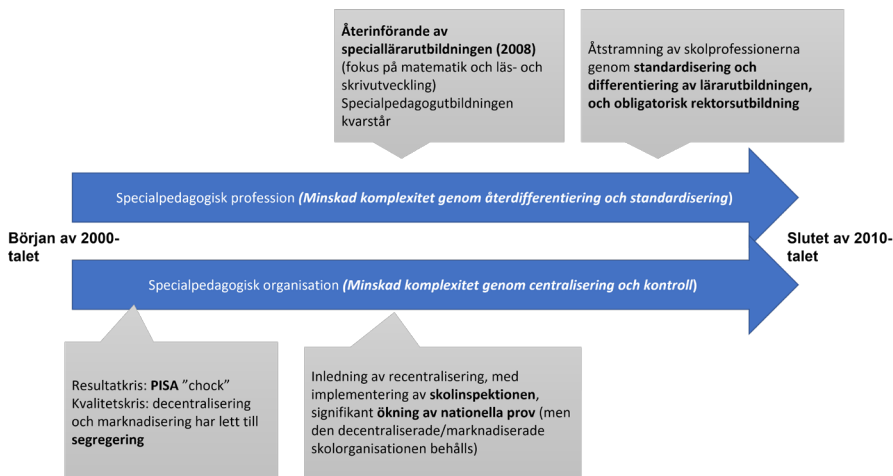 Återinförande av
speciallärarutbildningen (2008)
(fokus på matematik och läs- och
skrivutveckling)
Specialpedagogutbildningen
kvarstår
Åtstramning av skolprofessionerna
genom standardisering och
differentiering av lärarutbildningen,
och obligatorisk rektorsutbildning
Specialpedagogisk profession (Minskad komplexitet genom återdifferentiering och standardisering)
Början av 2000-
talet
Slutet av 2010-
talet
Specialpedagogisk organisation (Minskad komplexitet genom centralisering och kontroll)
Resultatkris: PISA ”chock”
Kvalitetskris: decentralisering
och marknadisering har lett till
segregering
Inledning av recentralisering, med
implementering av skolinspektionen,
signifikant ökning av nationella prov (men
den decentraliserade/marknadiserade
skolorganisationen behålls)